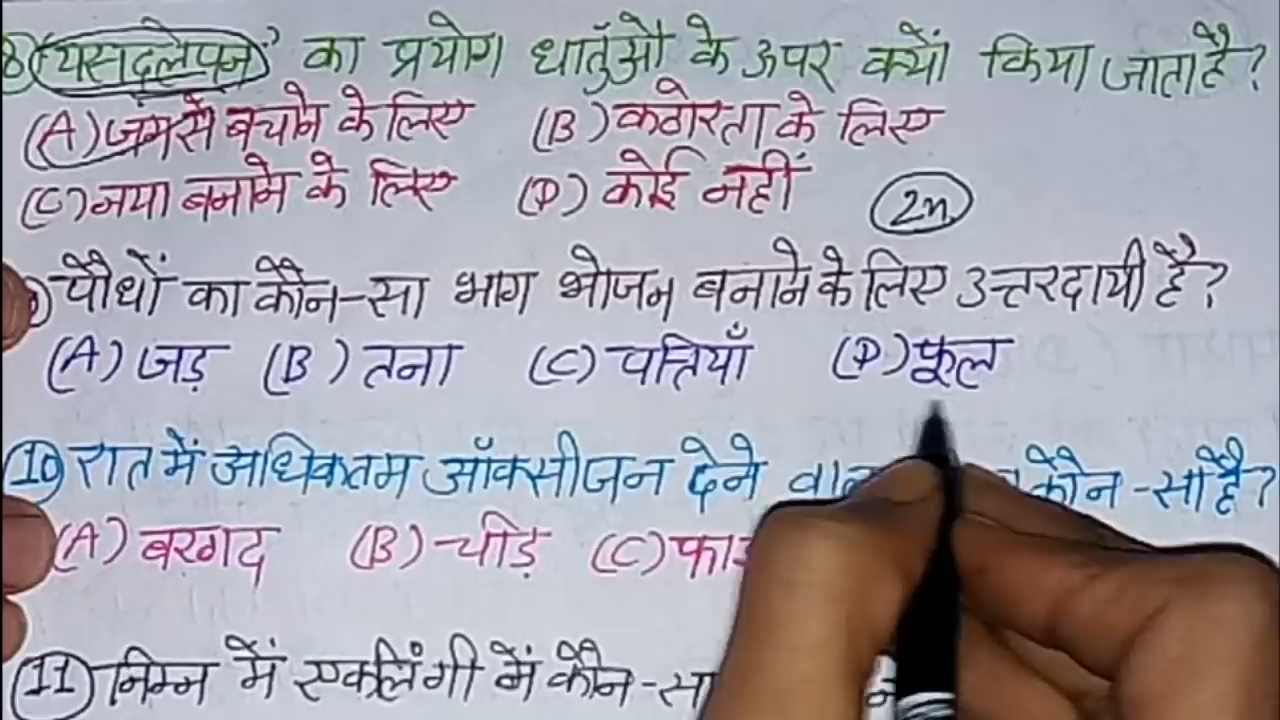 8) 'यसदलेपन' का प्रयोग धातुओं के ऊपर क्यों किया जाता है?
(A) जंग से बचाने के लिए (B) कठोरता के लिए
(C) नया बनाने के लिए (D) कोई नहीं
Zn
पौधों का कौन-सा भाग भोजन बनाने के लिए उत्तरदायी है?
(A) जड़ (B) तना (C) पत्तियाँ (D) फूल
10) रात में अधिकतम ऑक्सीजन देने कौन-सा है?
(A) बरगद (B) चीड़ (C)
11) निम्न में एकलिंगी में कौन-सा